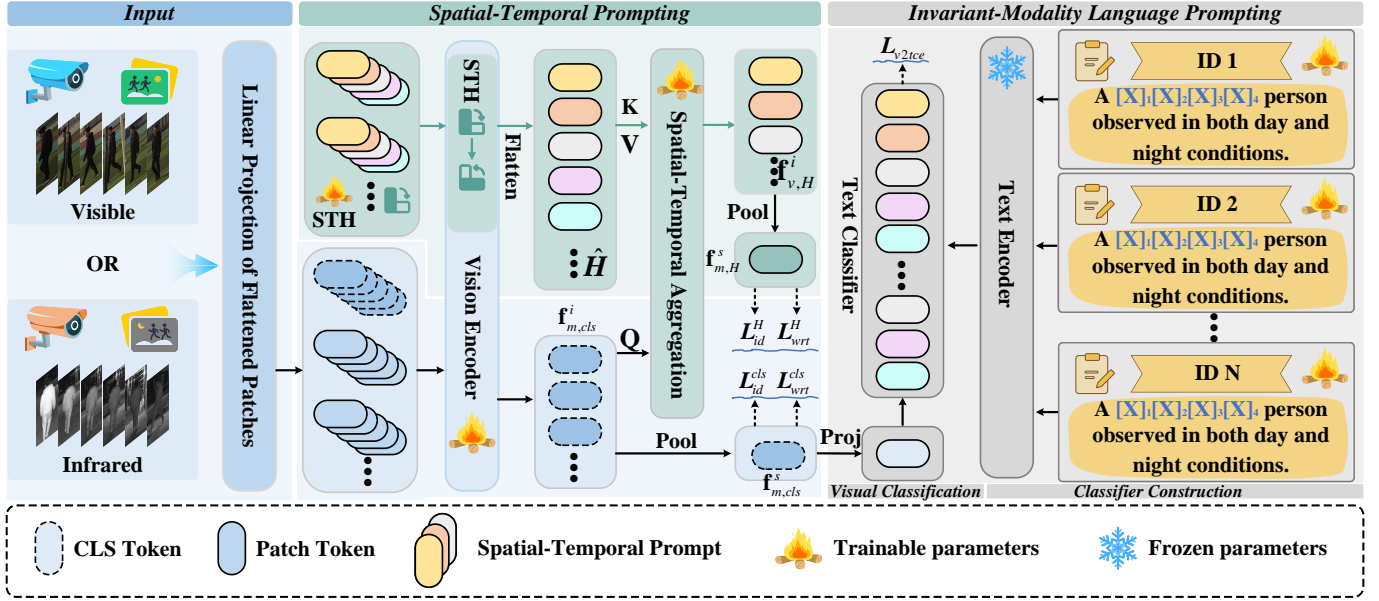 Input
Spatial-Temporal Prompting
Invariant-Modality Language Prompting
Visible
OR
Infrared
Linear Projection of Flattened Patches
STH
STH
Vision Encoder
Flatten
Ĥ
K
V
Q
Spatial-Temporal Aggregation
f^i_{v,H}
Pool
f^s_{m,H}
L^H_{id} L^H_{wrt}
L^{cls}_{id} L^{cls}_{wrt}
f^i_{m,cls}
Pool
f^s_{m,cls}
Proj
L_{v2tce}
Text Classifier
Text Encoder
ID 1
A [X]₁[X]₂[X]₃[X]₄ person
observed in both day and
night conditions.
ID 2
A [X]₁[X]₂[X]₃[X]₄ person
observed in both day and
night conditions.
ID N
A [X]₁[X]₂[X]₃[X]₄ person
observed in both day and
night conditions.
Visual Classification
Classifier Construction
CLS Token
Patch Token
Spatial-Temporal Prompt
Trainable parameters
Frozen parameters